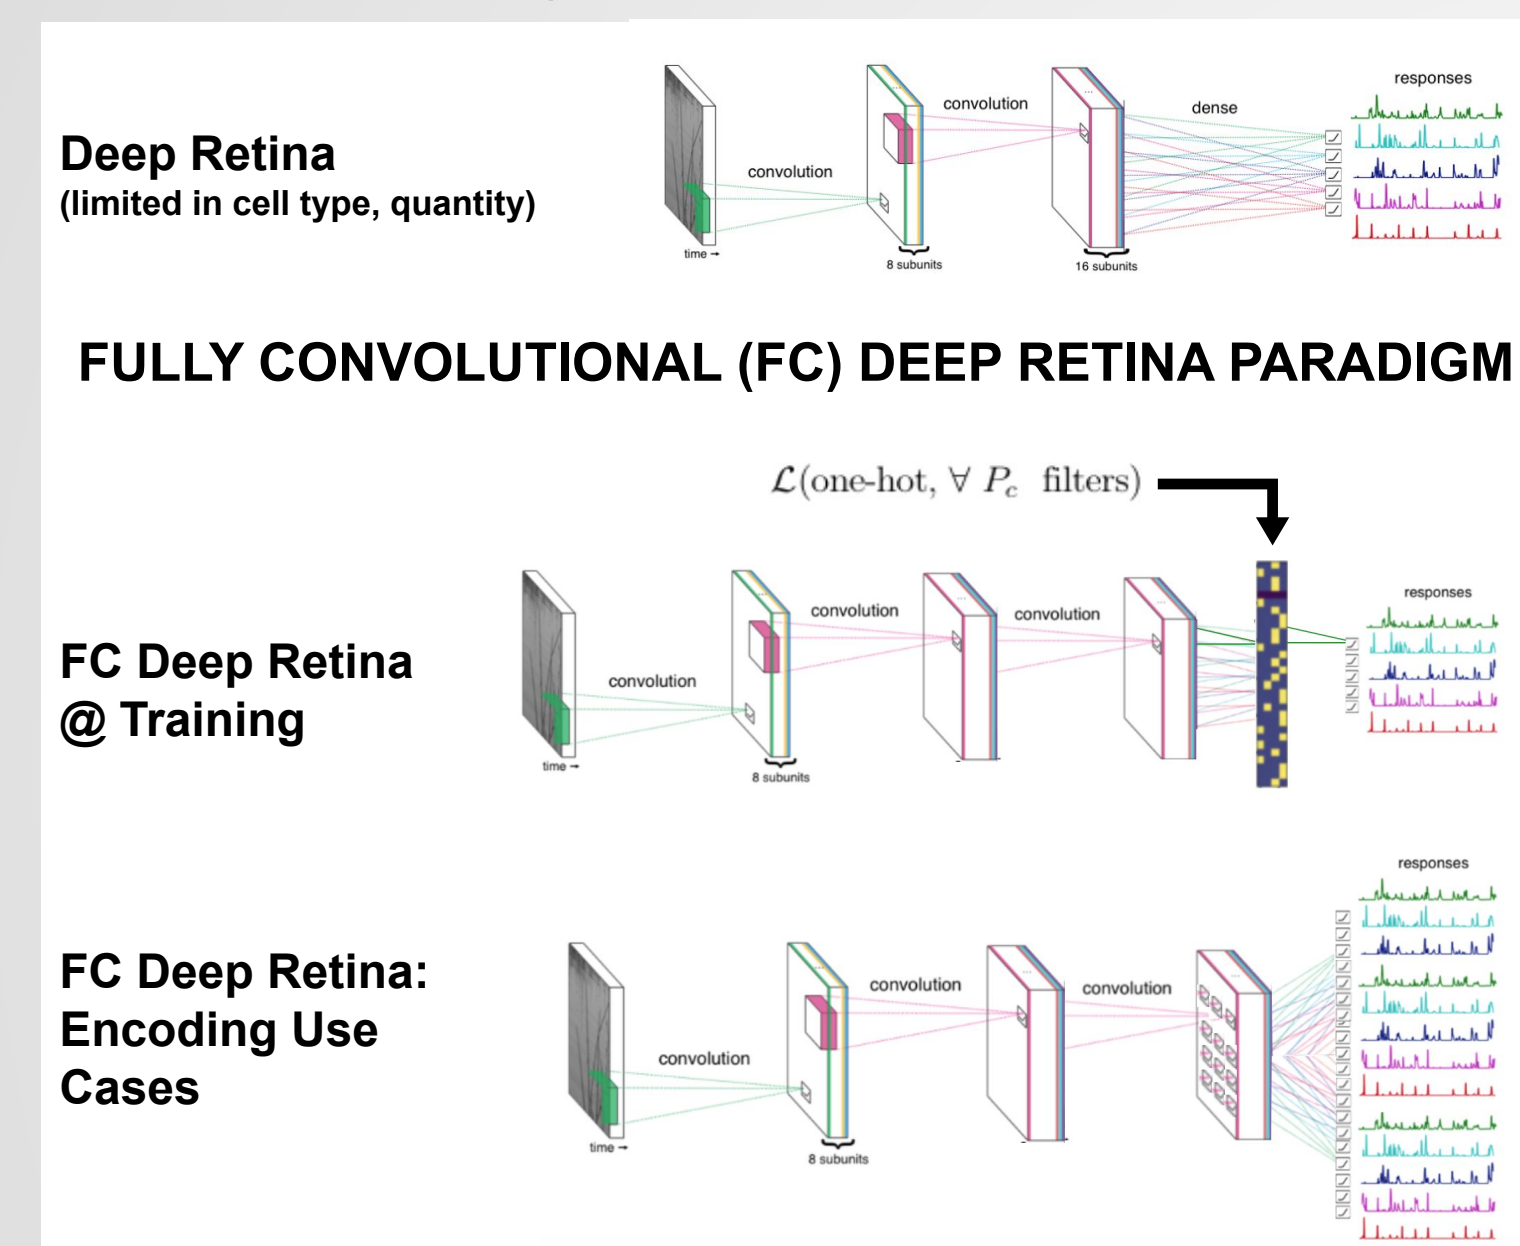 Deep Retina
(limited in cell type, quantity)
time →
convolution
8 subunits
convolution
16 subunits
dense
responses
FULLY CONVOLUTIONAL (FC) DEEP RETINA PARADIGM
ℒ(one-hot, ∀ P_c filters)
FC Deep Retina
@ Training
time →
convolution
8 subunits
convolution
convolution
responses
FC Deep Retina:
Encoding Use
Cases
time →
convolution
8 subunits
convolution
convolution
responses